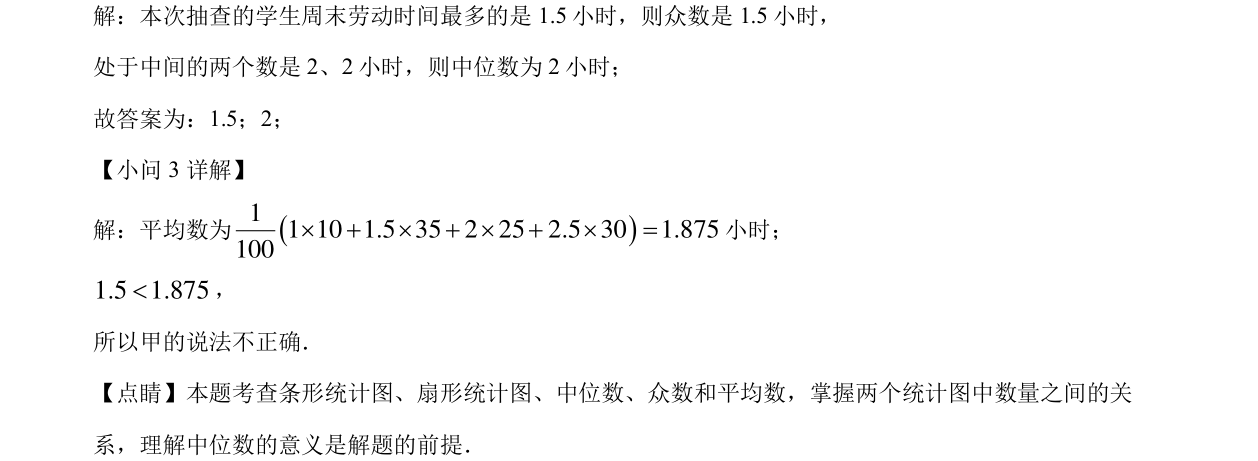 解：本次抽查的学生周末劳动时间最多的是 1.5 小时，则众数是 1.5 小时，
处于中间的两个数是 2、2 小时，则中位数为 2 小时；
故答案为：1.5；2；
【小问 3 详解】
解：平均数为 \frac{1}{100}(1×10+1.5×35+2×25+2.5×30)=1.875 小时；
1.5<1.875，
所以甲的说法不正确．
【点睛】本题考查条形统计图、扇形统计图、中位数、众数和平均数，掌握两个统计图中数量之间的关
系，理解中位数的意义是解题的前提．